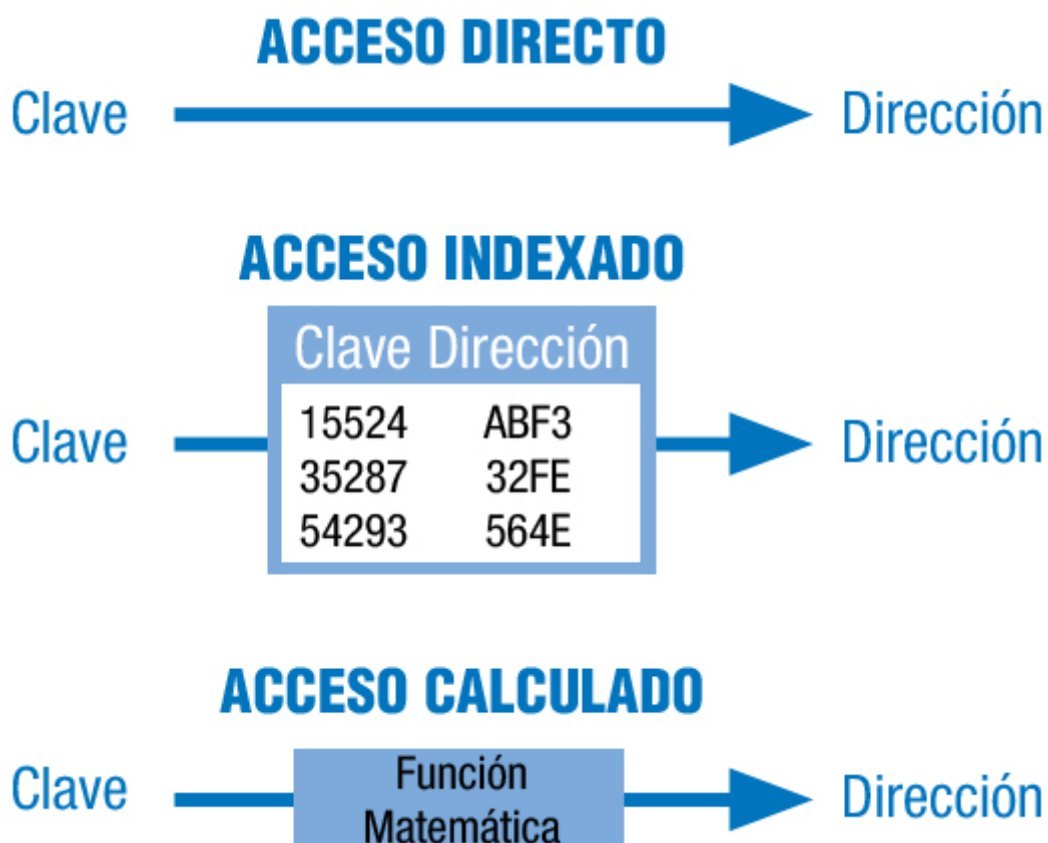 ACCESO DIRECTO
Clave Dirección
ACCESO INDEXADO
Clave Dirección
15524 ABF3
Clave Dirección
35287 32FE
54293 564E
ACCESO CALCULADO
Clave Función Dirección
Matemática